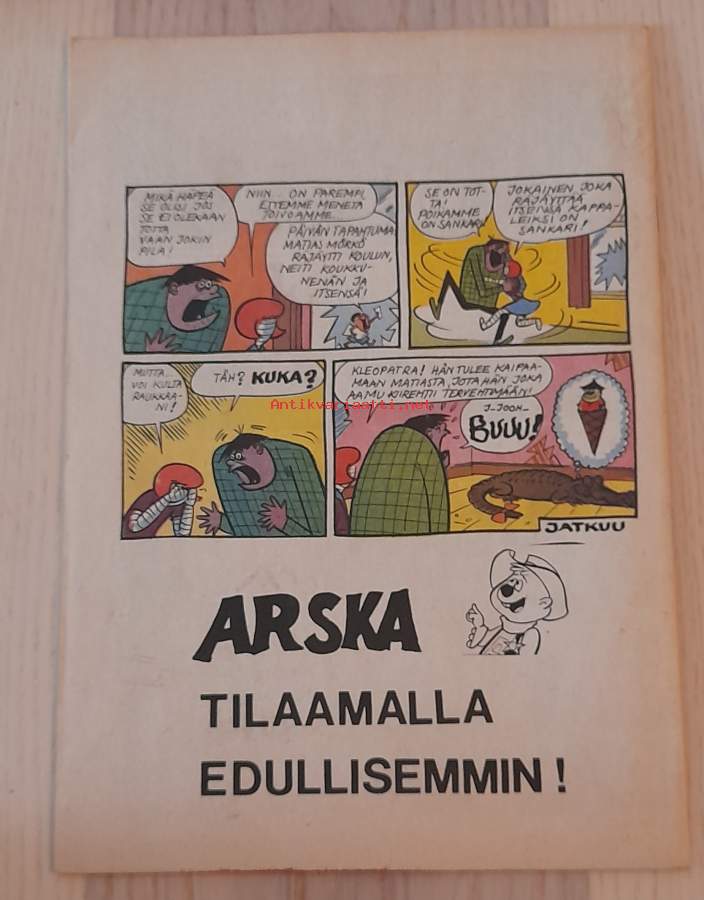 MIKÄ HÄPEÄ
SE OLISI JOS
SE EI OLEKAAN
TOTTA
VAAN JOKIN
PILA!
NIIN... ON PAREMPI,
ETTEMME MENETÄ
TOIVOAMME...
PÄIVÄN TAPAHTUMA:
MATIAS MÖRKÖ
RÄJÄYTTI KOULUN,
NEITI KOUKKU-
NENÄN JA
ITSENSÄ!
SE ON TOT-
TA!
POIKAMME
ON SANKARI
JOKAINEN, JOKA
RÄJÄYTTÄÄ
ITSENSÄ KAPPA-
LEIKSI ON
SANKARI!
MUTTA...
VOI KULTA
RAUKKAA-
NI!
TÄH? KUKA?
KLEOPATRA! HÄN TULEE KAIPAA-
MAAN MATIASTA, JOTA HÄN JOKA
AAMU KIIREHTI TERVEHTIMÄÄN!
J-JOOH...
BUUU!
JATKUU
Antikvariaatti.net
ARSKA
TILAAMALLA
EDULLISEMMIN!